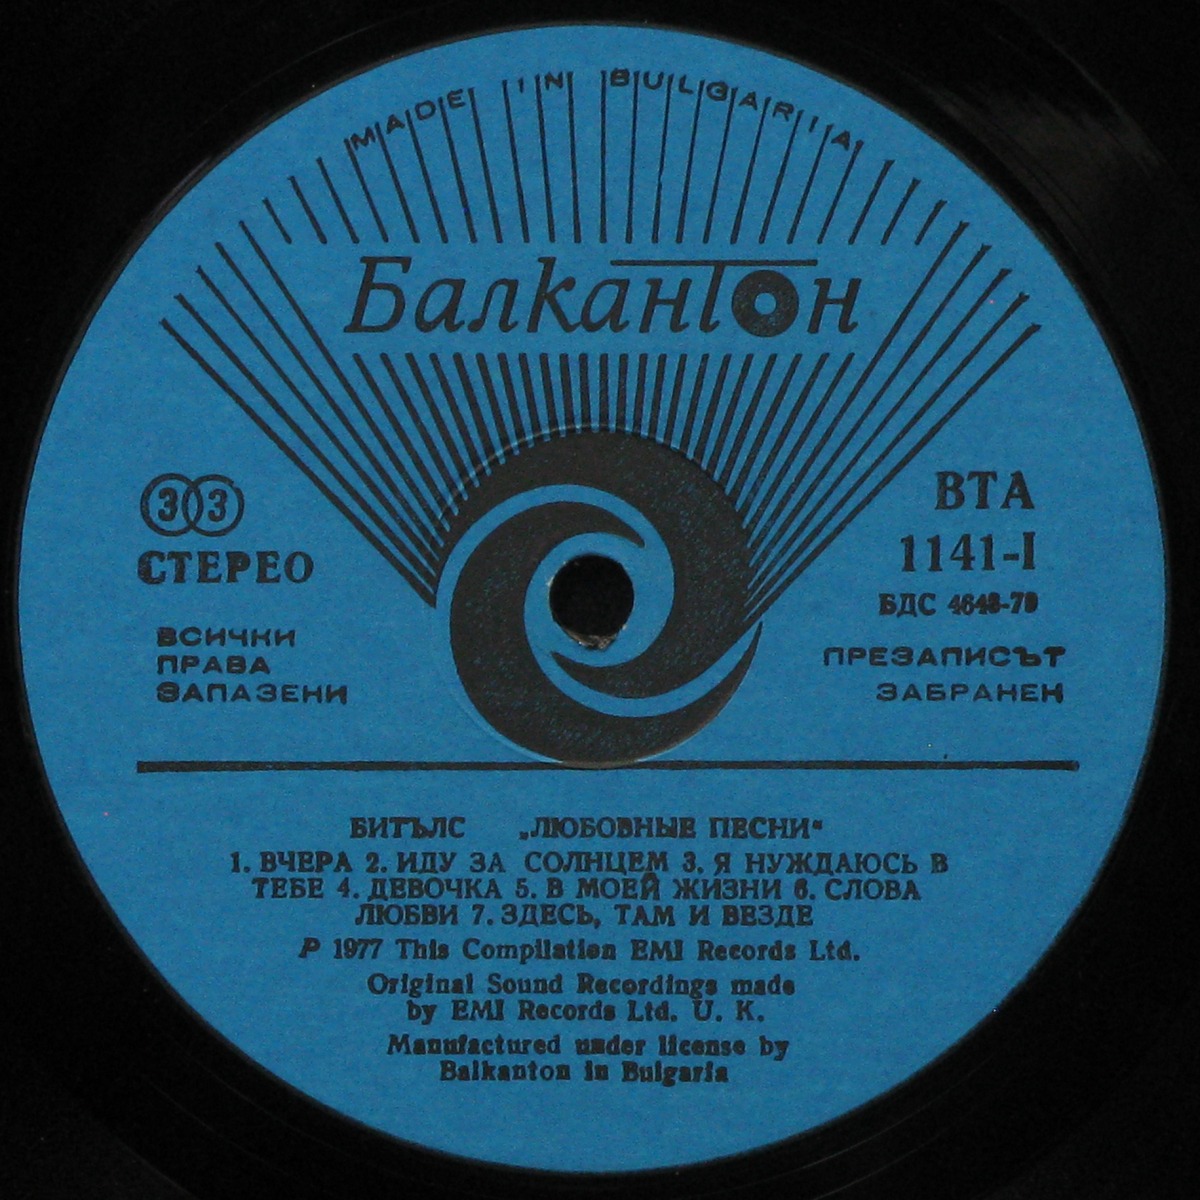 MADE IN BULGARIA
Балкантон
33
СТЕРЕО
ВСИЧКИ
ПРАВА
ЗАПАЗЕНИ
ВТА
1141-I
БДС 4643-70
ПРЕЗАПИСЪТ
ЗАБРАНЕН
БИТЪЛС „ЛЮБОВНЫЕ ПЕСНИ“
1. ВЧЕРА 2. ИДУ ЗА СОЛНЦЕМ 3. Я НУЖДАЮСЬ В
ТЕБЕ 4. ДЕВОЧКА 5. В МОЕЙ ЖИЗНИ 6. СЛОВА
ЛЮБВИ 7. ЗДЕСЬ, ТАМ И ВЕЗДЕ
P 1977 This Compilation EMI Records Ltd.
Original Sound Recordings made
by EMI Records Ltd. U. K.
Manufactured under license by
Balkanton in Bulgaria